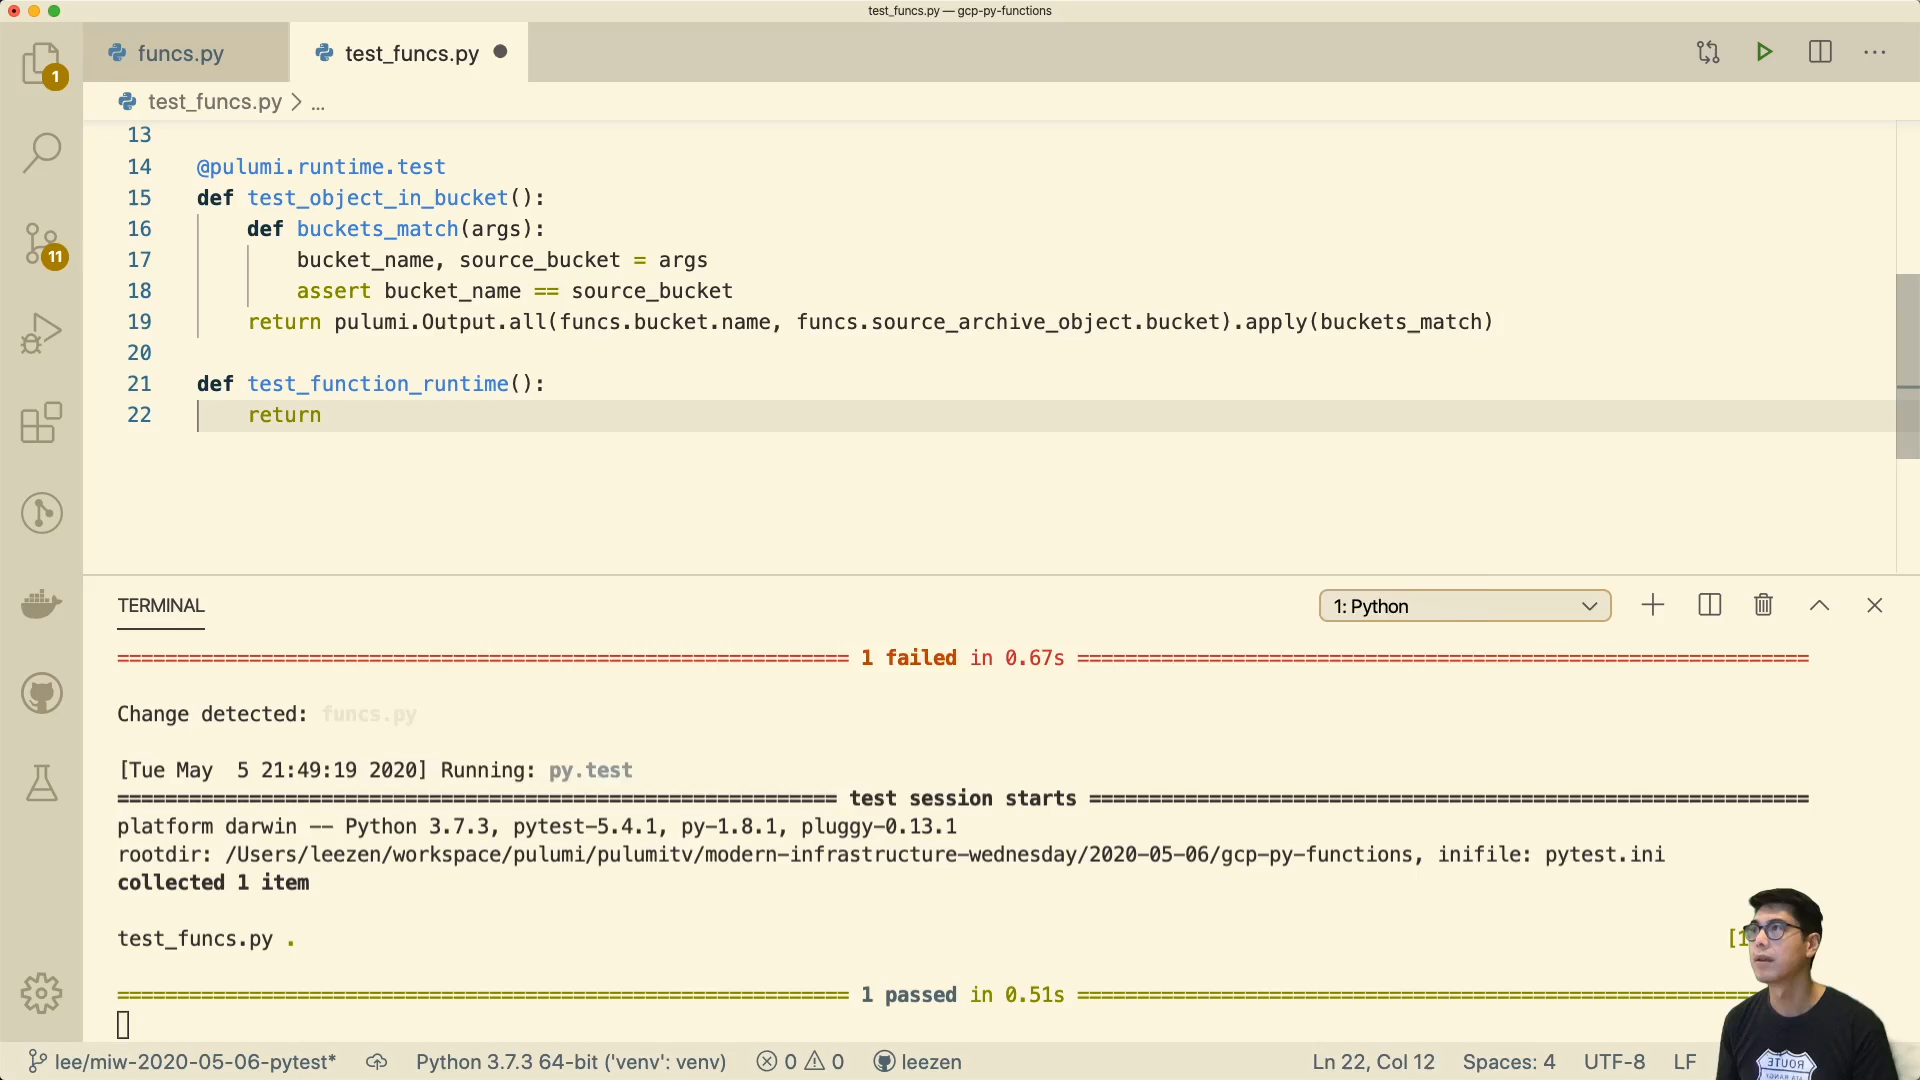 test_funcs.py — gcp-py-functions
funcs.py
test_funcs.py
1
test_funcs.py > ...
13
14 @pulumi.runtime.test
15 def test_object_in_bucket():
16 def buckets_match(args):
17 bucket_name, source_bucket = args
18 assert bucket_name == source_bucket
19 return pulumi.Output.all(funcs.bucket.name, funcs.source_archive_object.bucket).apply(buckets_match)
20
21 def test_function_runtime():
22 return
11
TERMINAL
1: Python
============================================================= 1 failed in 0.67s =============================================================
Change detected: funcs.py
[Tue May  5 21:49:19 2020] Running: py.test
============================================================ test session starts ============================================================
platform darwin -- Python 3.7.3, pytest-5.4.1, py-1.8.1, pluggy-0.13.1
rootdir: /Users/leezen/workspace/pulumi/pulumitv/modern-infrastructure-wednesday/2020-05-06/gcp-py-functions, inifile: pytest.ini
collected 1 item
test_funcs.py .
============================================================= 1 passed in 0.51s ========================================================
lee/miw-2020-05-06-pytest*
Python 3.7.3 64-bit ('venv': venv)
0
0
leezen
Ln 22, Col 12
Spaces: 4
UTF-8
LF